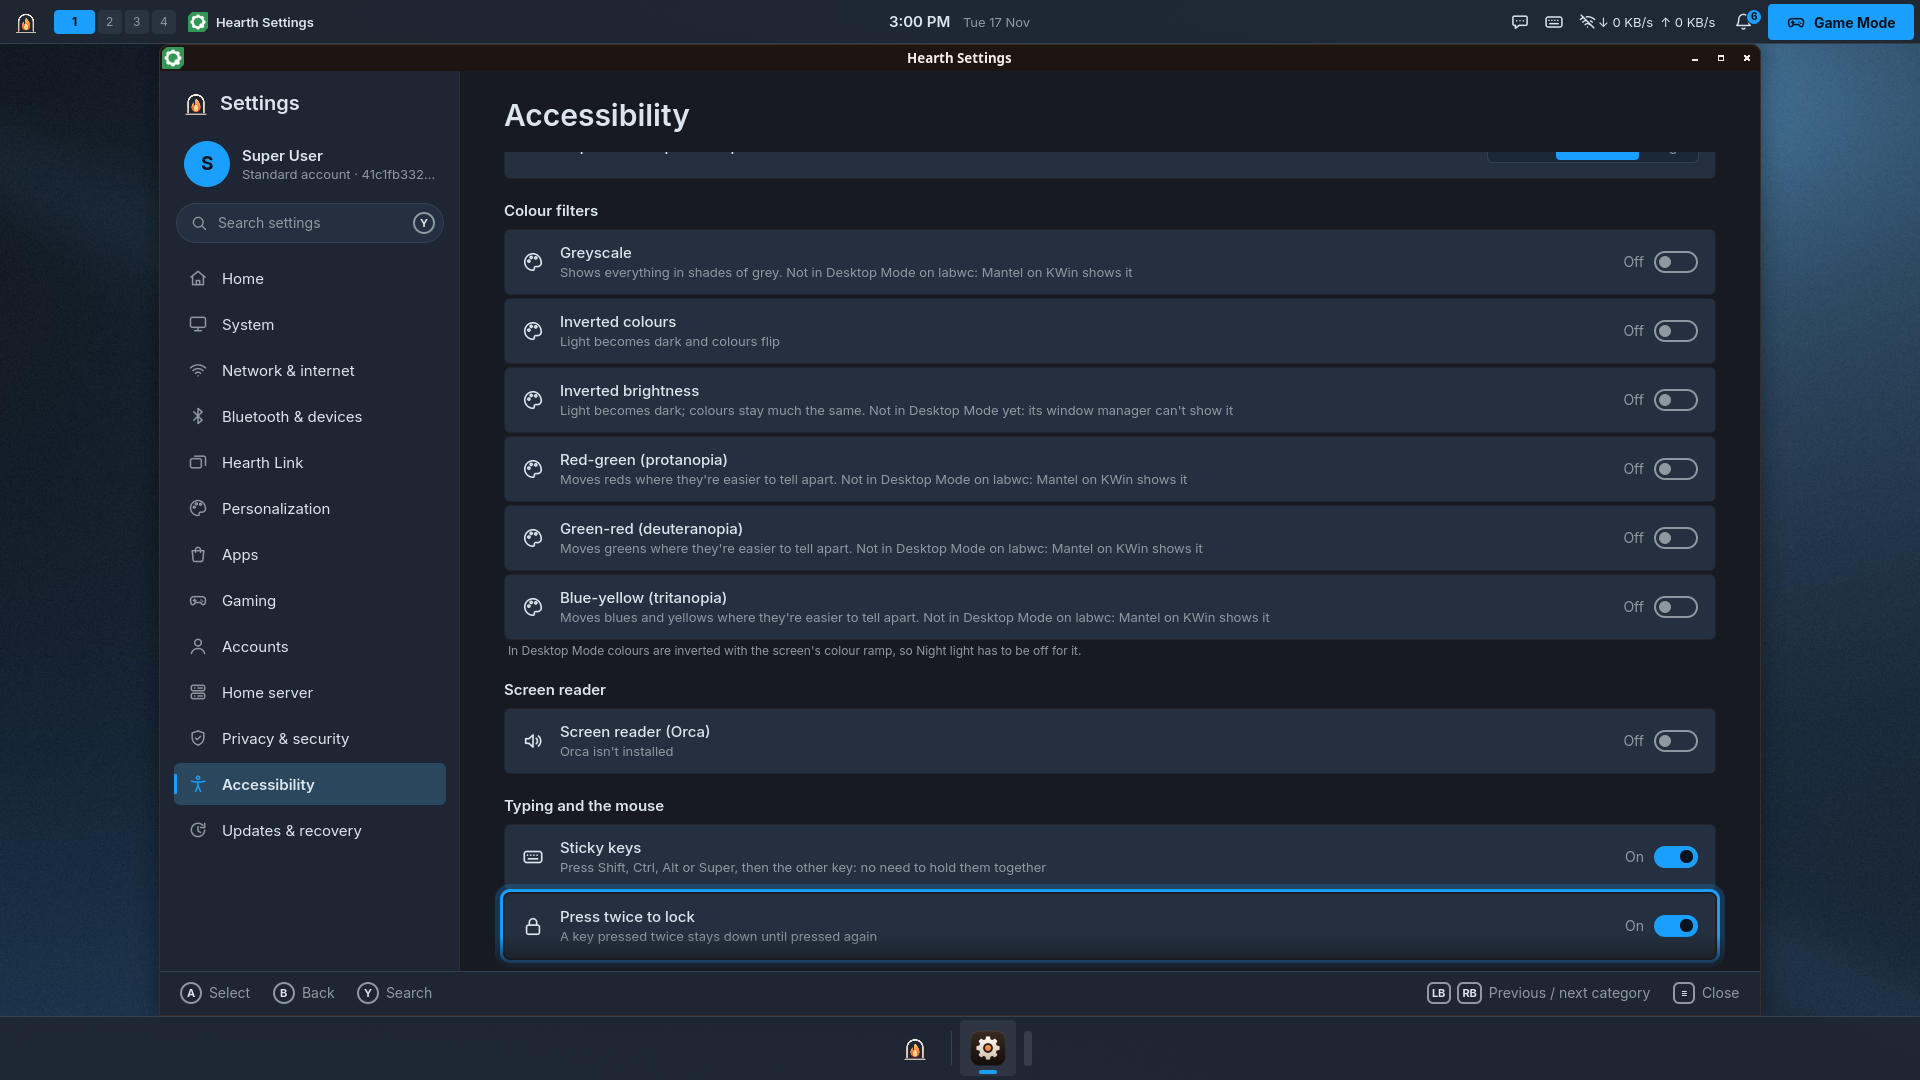 1 2 3 4 Hearth Settings
3:00 PM Tue 17 Nov
↓ 0 KB/s ↑ 0 KB/s 6 Game Mode
Hearth Settings
Settings
S
Super User
Standard account · 41c1fb332...
Search settings Y
Home
System
Network & internet
Bluetooth & devices
Hearth Link
Personalization
Apps
Gaming
Accounts
Home server
Privacy & security
Accessibility
Updates & recovery
Accessibility
Colour filters
Greyscale
Shows everything in shades of grey. Not in Desktop Mode on labwc: Mantel on KWin shows it
Off
Inverted colours
Light becomes dark and colours flip
Off
Inverted brightness
Light becomes dark; colours stay much the same. Not in Desktop Mode yet: its window manager can't show it
Off
Red-green (protanopia)
Moves reds where they're easier to tell apart. Not in Desktop Mode on labwc: Mantel on KWin shows it
Off
Green-red (deuteranopia)
Moves greens where they're easier to tell apart. Not in Desktop Mode on labwc: Mantel on KWin shows it
Off
Blue-yellow (tritanopia)
Moves blues and yellows where they're easier to tell apart. Not in Desktop Mode on labwc: Mantel on KWin shows it
Off
In Desktop Mode colours are inverted with the screen's colour ramp, so Night light has to be off for it.
Screen reader
Screen reader (Orca)
Orca isn't installed
Off
Typing and the mouse
Sticky keys
Press Shift, Ctrl, Alt or Super, then the other key: no need to hold them together
On
Press twice to lock
A key pressed twice stays down until pressed again
On
A Select B Back Y Search
LB RB Previous / next category Close